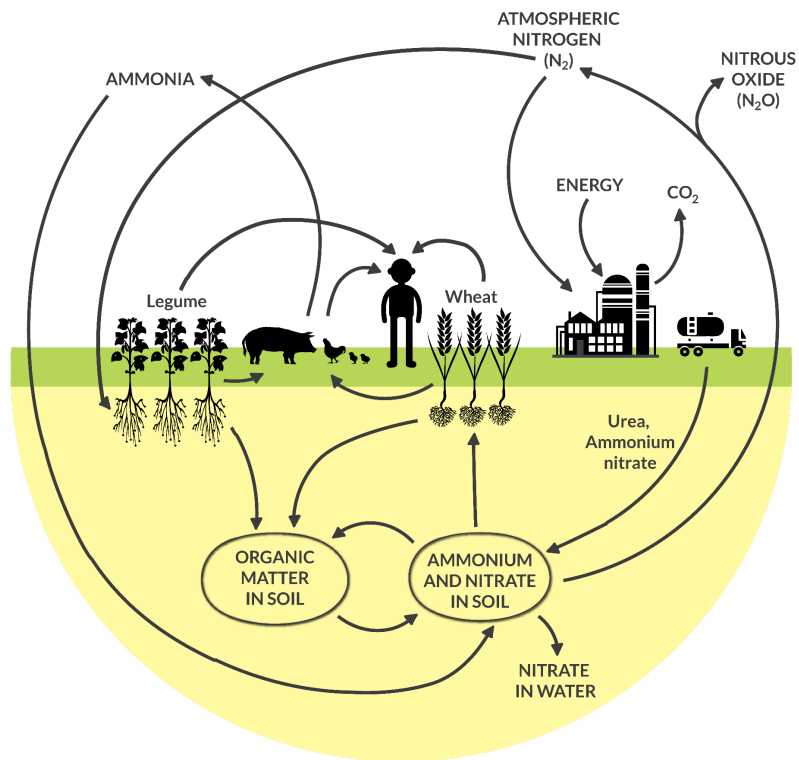 ATMOSPHERIC
NITROGEN
(N₂)
NITROUS
OXIDE
(N₂O)
AMMONIA
ENERGY
CO₂
Legume
Wheat
Urea,
Ammonium
nitrate
ORGANIC
MATTER
IN SOIL
AMMONIUM
AND NITRATE
IN SOIL
NITRATE
IN WATER